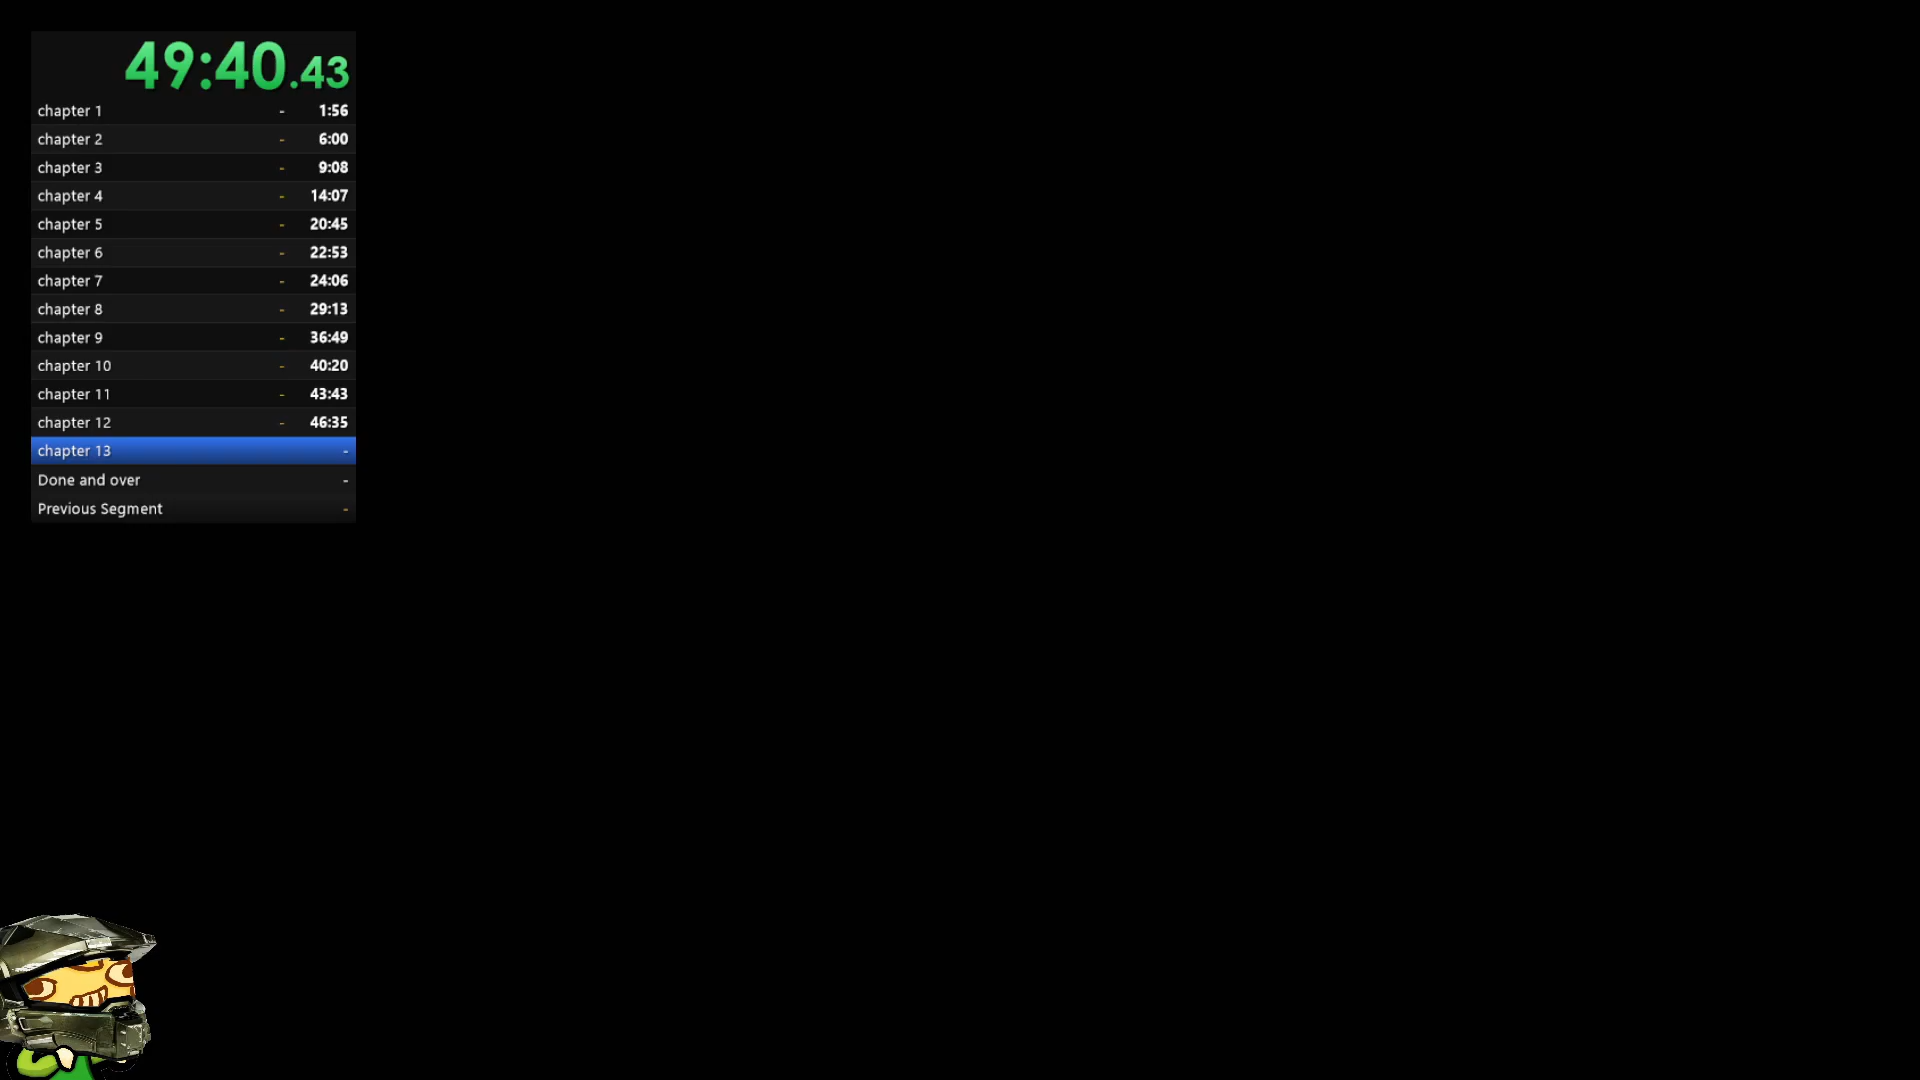 49:40.43
chapter 1 - 1:56
chapter 2 - 6:00
chapter 3 - 9:08
chapter 4 - 14:07
chapter 5 - 20:45
chapter 6 - 22:53
chapter 7 - 24:06
chapter 8 - 29:13
chapter 9 - 36:49
chapter 10 - 40:20
chapter 11 - 43:43
chapter 12 - 46:35
chapter 13 -
Done and over -
Previous Segment -